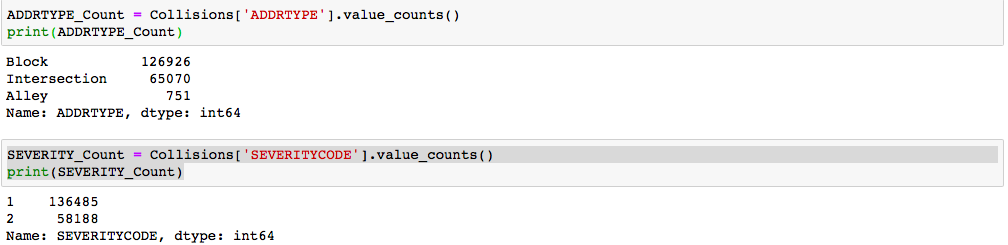 ADDRTYPE_Count = Collisions['ADDRTYPE'].value_counts()
print(ADDRTYPE_Count)
Block           126926
Intersection     65070
Alley              751
Name: ADDRTYPE, dtype: int64
SEVERITY_Count = Collisions['SEVERITYCODE'].value_counts()
print(SEVERITY_Count)
1    136485
2     58188
Name: SEVERITYCODE, dtype: int64